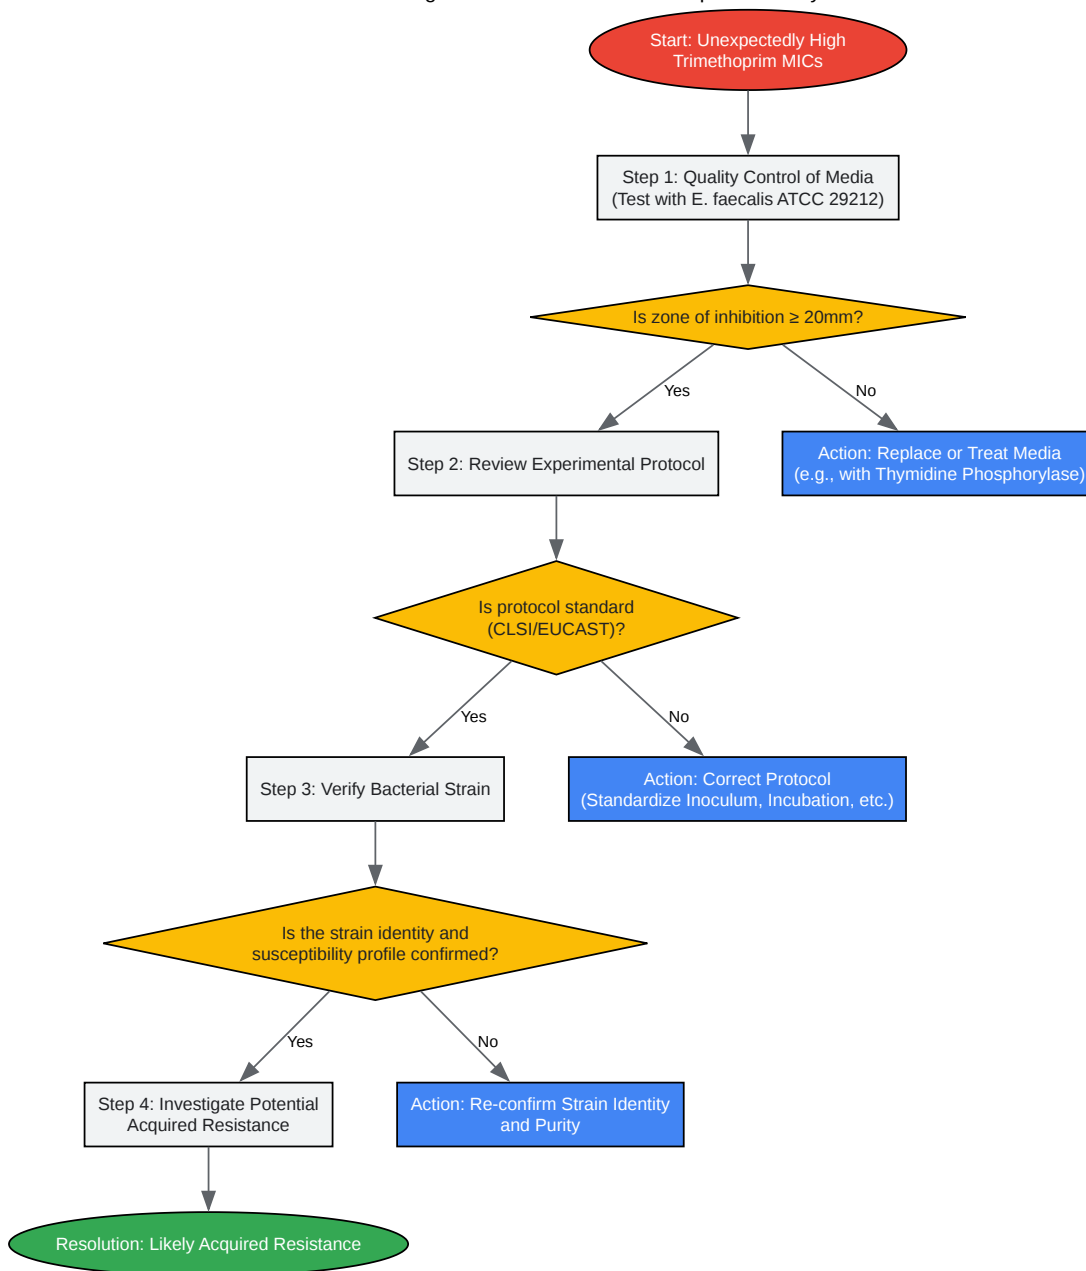 Start: Unexpectedly High
Trimethoprim MICs
Step 1: Quality Control of Media
(Test with E. faecalis ATCC 29212)
Is zone of inhibition ≥ 20mm?
Yes
No
Step 2: Review Experimental Protocol
Action: Replace or Treat Media
(e.g., with Thymidine Phosphorylase)
Is protocol standard
(CLSI/EUCAST)?
Yes
No
Step 3: Verify Bacterial Strain
Action: Correct Protocol
(Standardize Inoculum, Incubation, etc.)
Is the strain identity and
susceptibility profile confirmed?
Yes
No
Step 4: Investigate Potential
Acquired Resistance
Action: Re-confirm Strain Identity
and Purity
Resolution: Likely Acquired Resistance